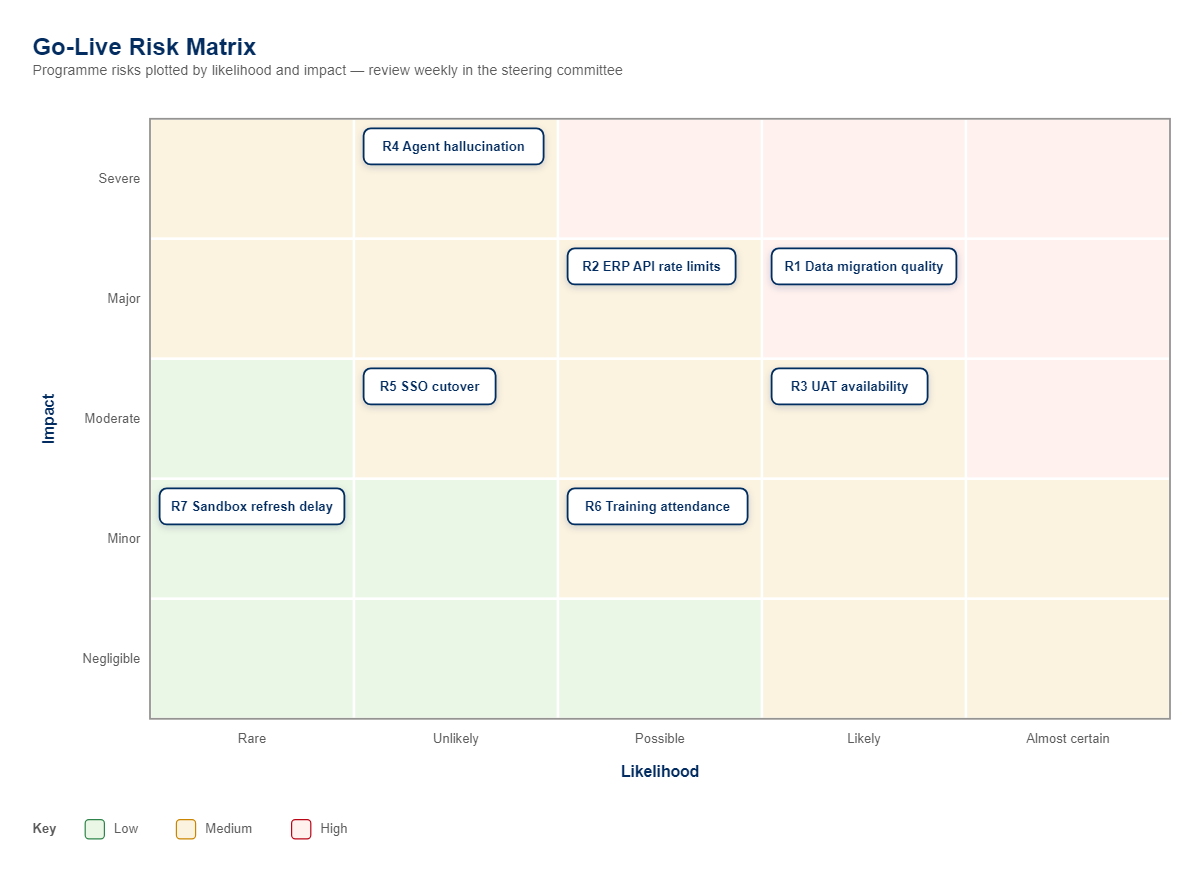 Go-Live Risk Matrix
Programme risks plotted by likelihood and impact — review weekly in the steering committee
R4 Agent hallucination
Severe
R2 ERP API rate limits
R1 Data migration quality
Major
R5 SSO cutover
R3 UAT availability
Moderate
Impact
R7 Sandbox refresh delay
R6 Training attendance
Minor
Negligible
Rare
Unlikely
Possible
Likely
Almost certain
Likelihood
Key
Low
Medium
High